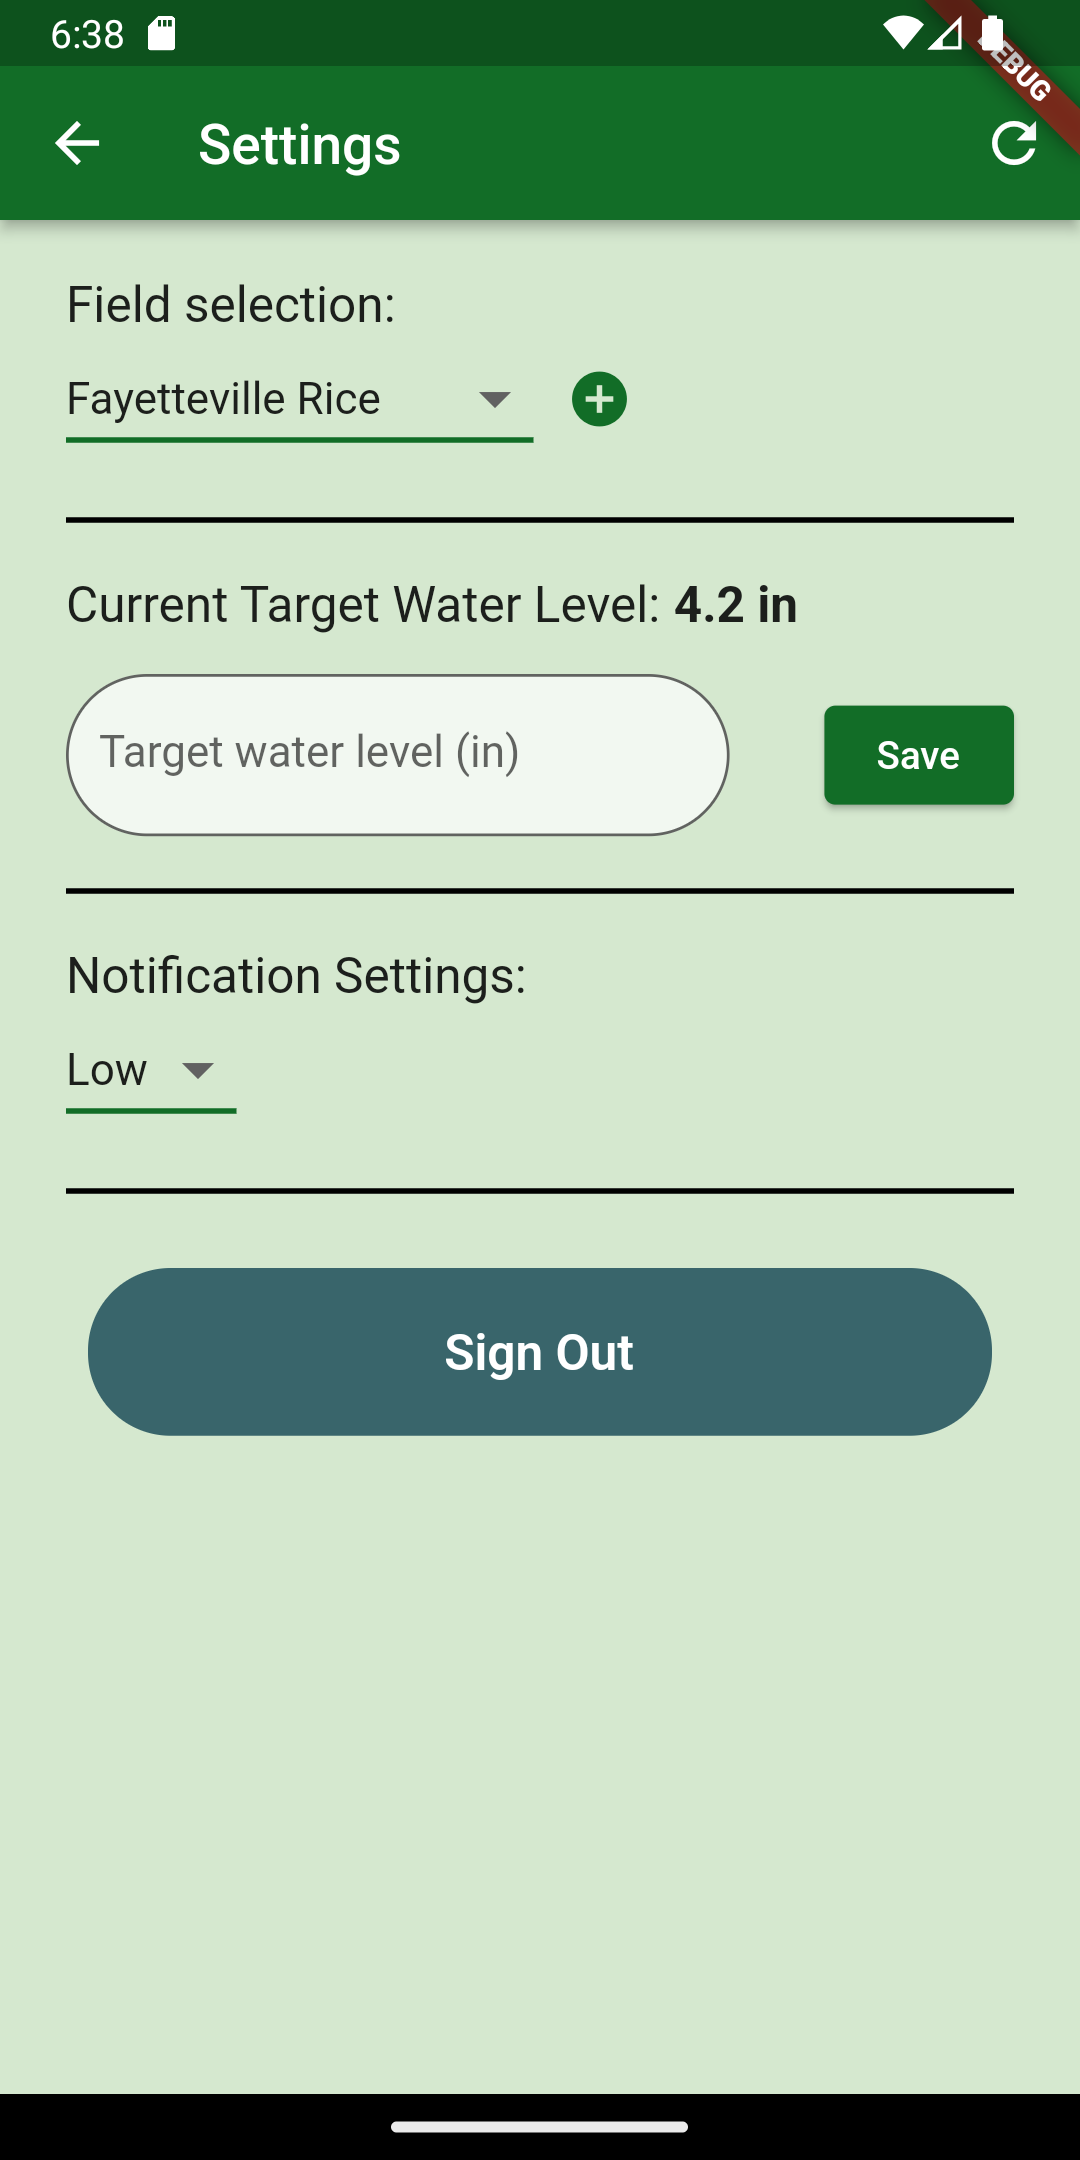 6:38
DEBUG
Settings
Field selection:
Fayetteville Rice
Current Target Water Level: 4.2 in
Target water level (in)
Save
Notification Settings:
Low
Sign Out